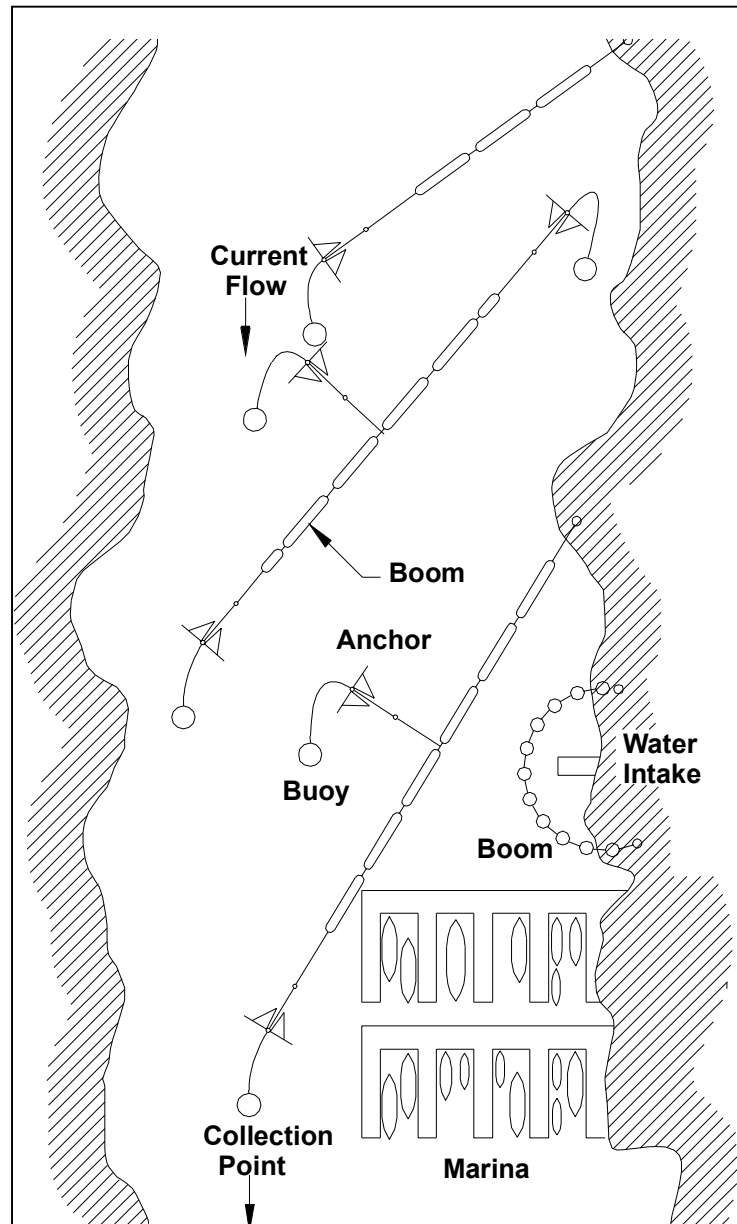 Current
Flow
Boom
Anchor
Buoy
Water
Intake
Boom
Collection
Point
Marina